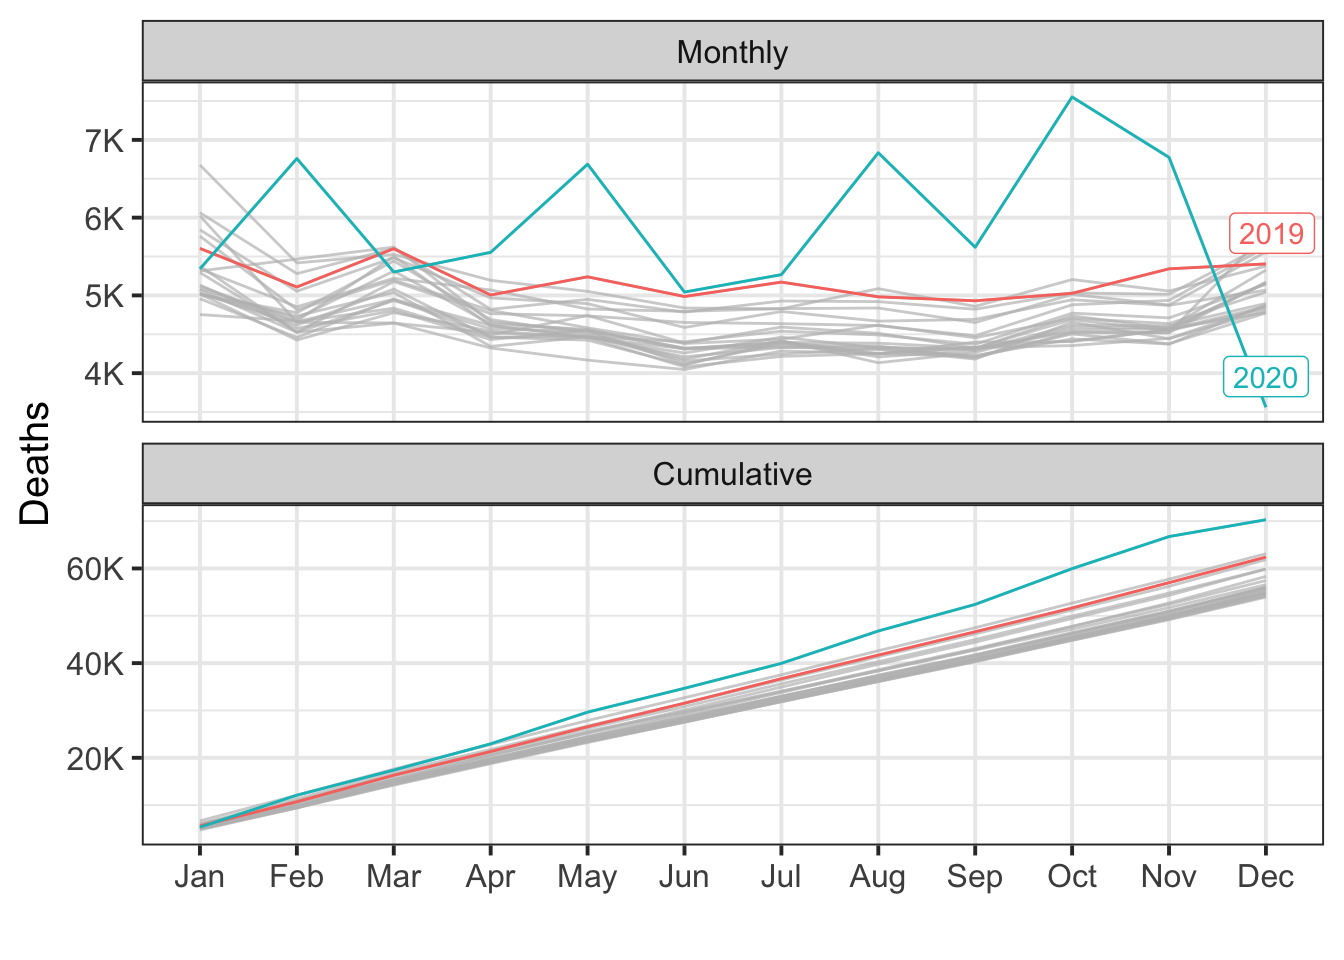 Monthly
7K
6K
5K
4K
2019
2020
Deaths
Cumulative
60K
40K
20K
Jan Feb Mar Apr May Jun Jul Aug Sep Oct Nov Dec